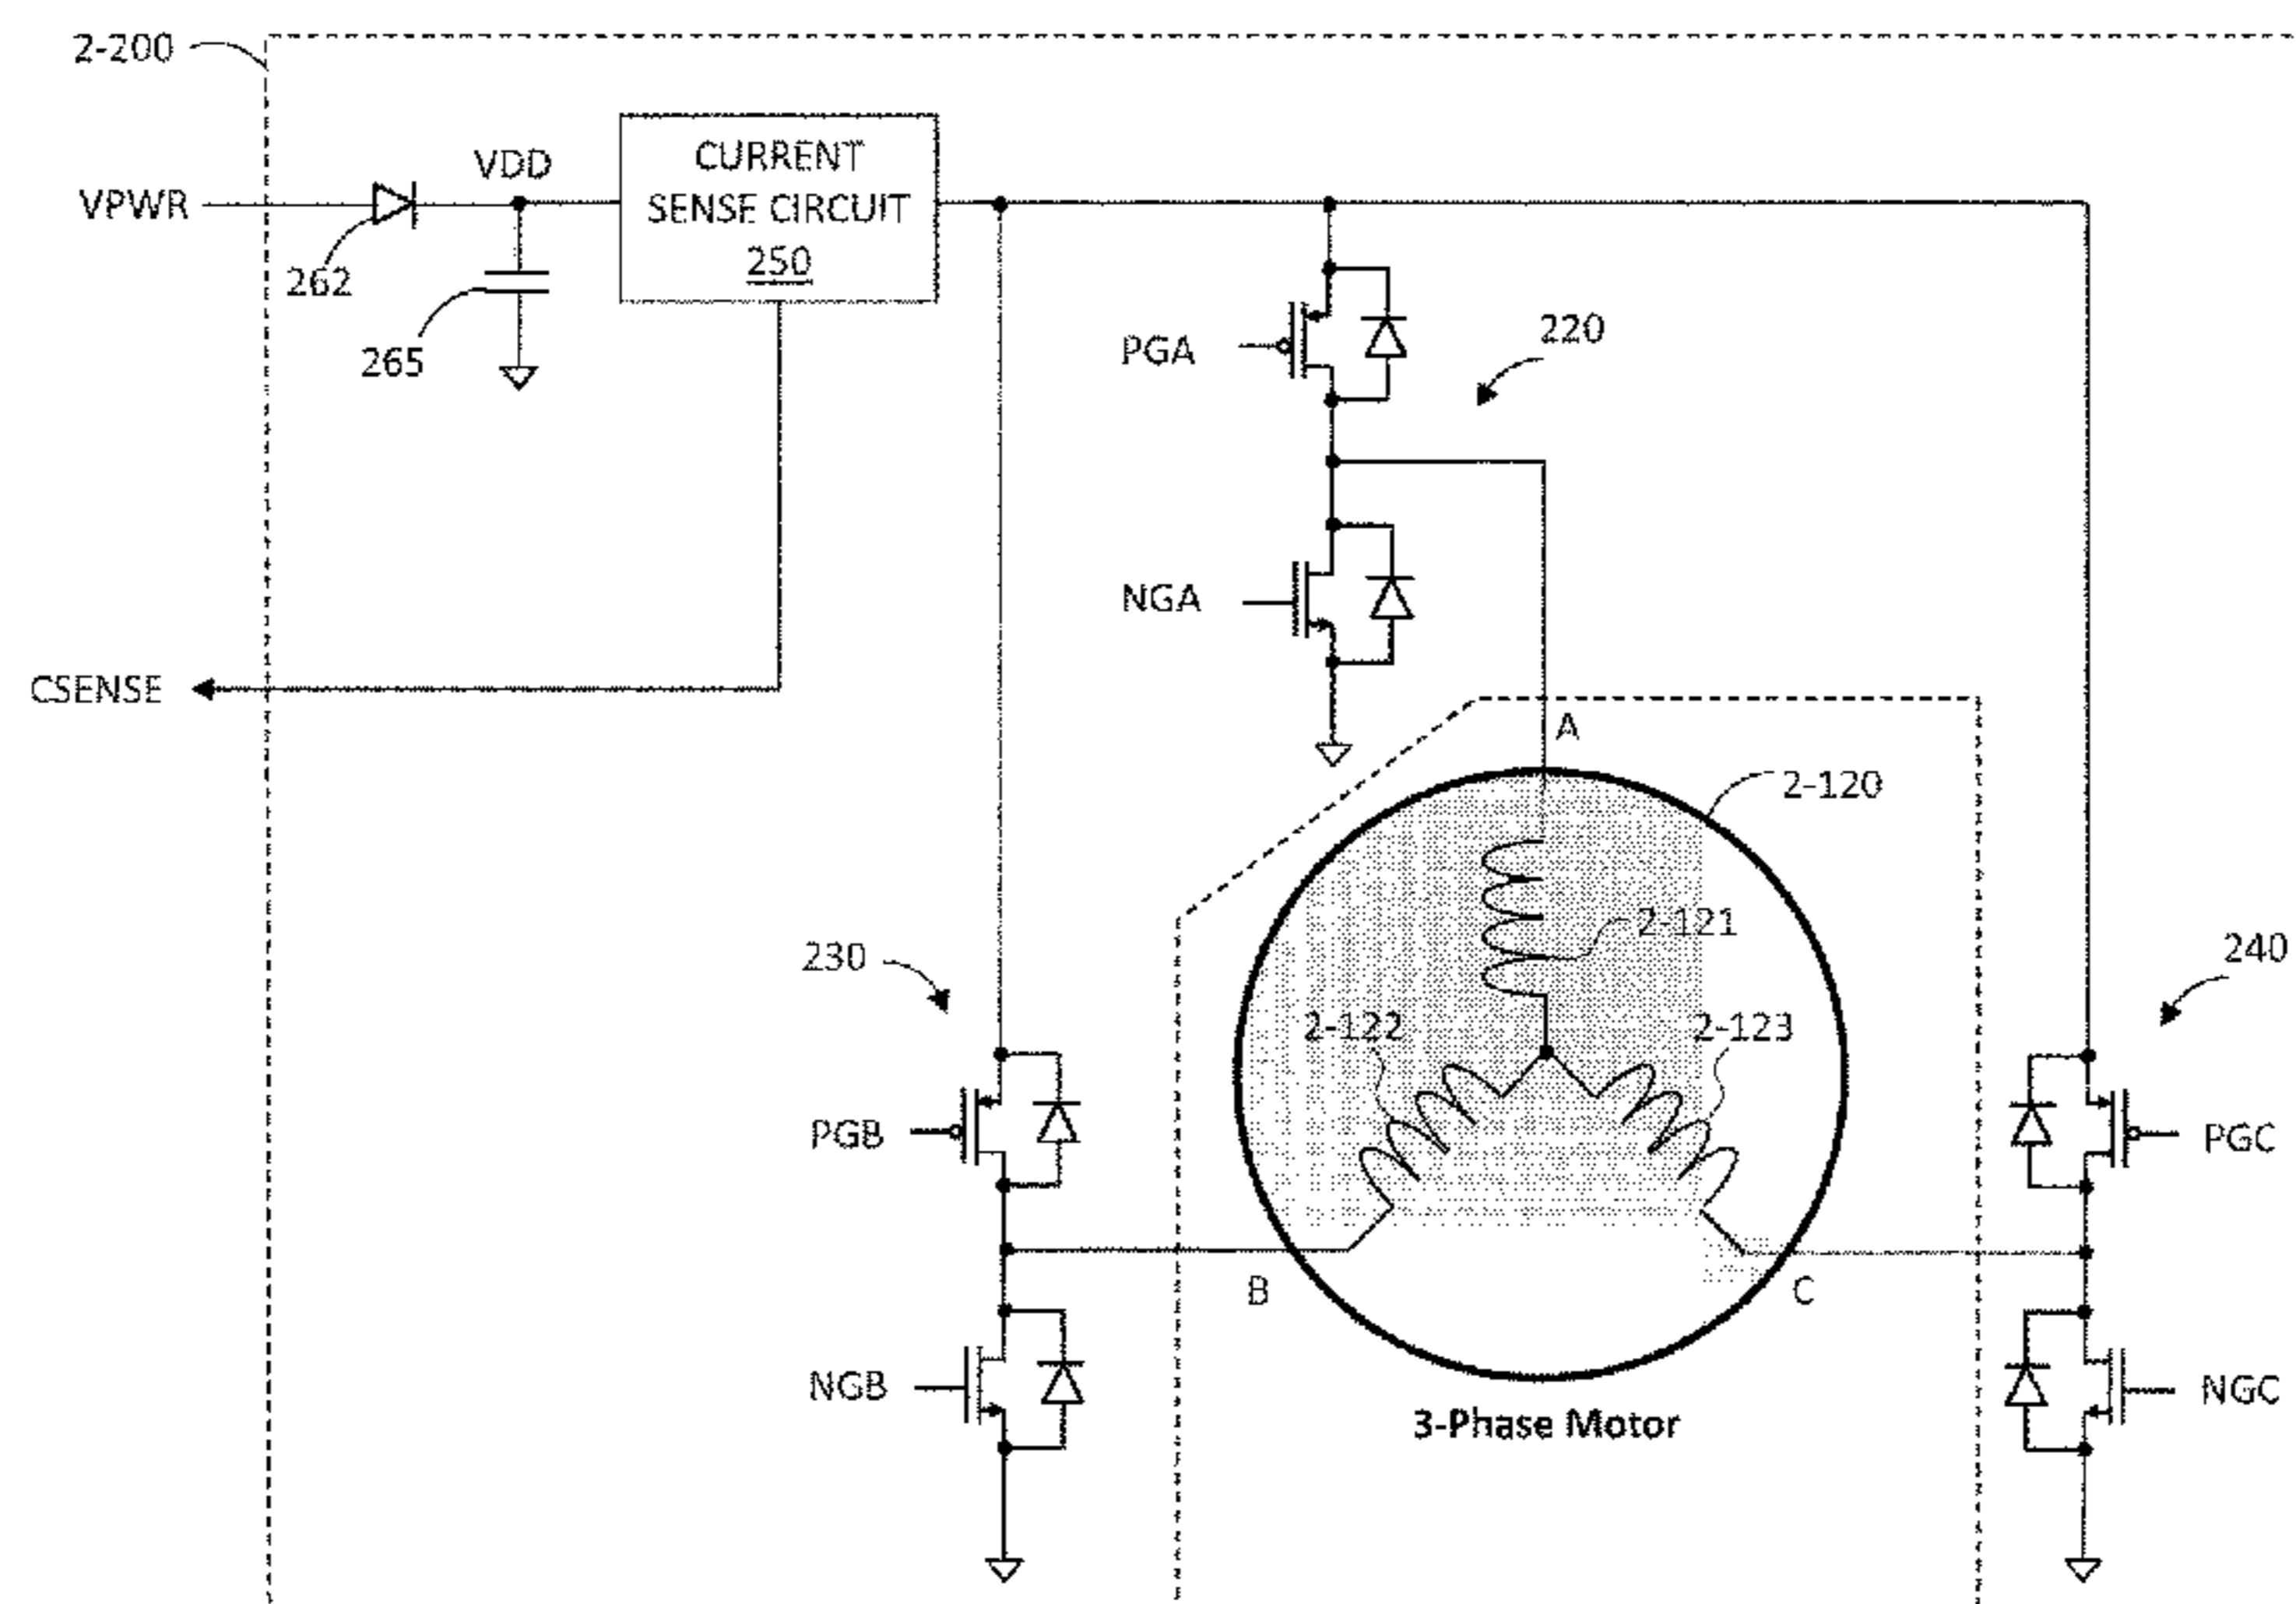 2-200
VPWR
VDD
CURRENT
SENSE CIRCUIT
250
262
265
CSENSE
PGA
220
NGA
A
2-120
2-121
2-122
2-123
230
240
PGB
PGC
B
C
NGB
NGC
3-Phase Motor